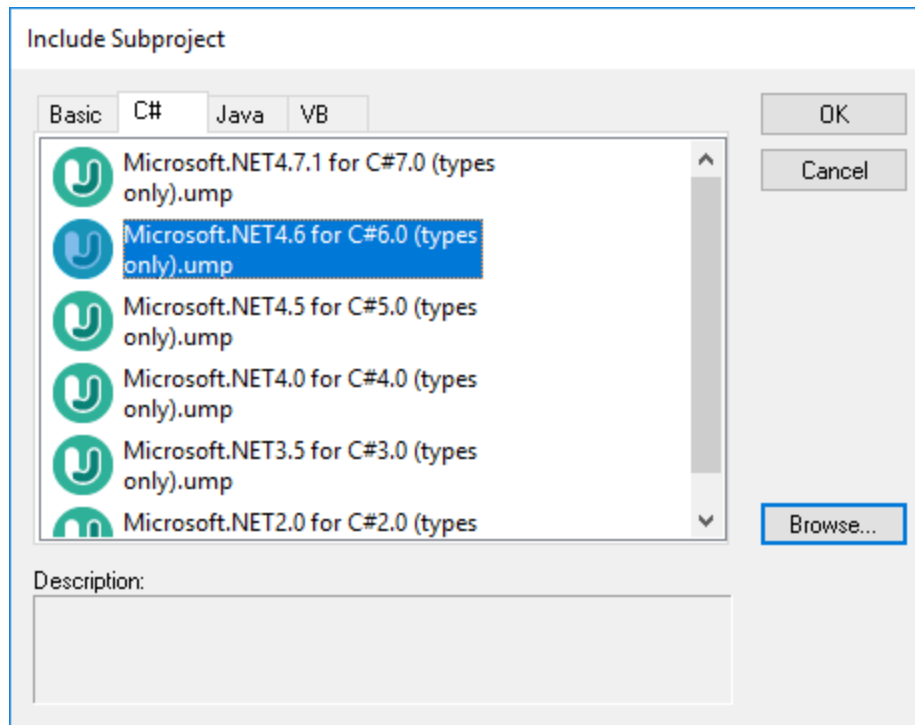 Include Subproject
Basic C# Java VB
OK
Cancel
Microsoft.NET4.7.1 for C#7.0 (types
only).ump
Microsoft.NET4.6 for C#6.0 (types
only).ump
Microsoft.NET4.5 for C#5.0 (types
only).ump
Microsoft.NET4.0 for C#4.0 (types
only).ump
Microsoft.NET3.5 for C#3.0 (types
only).ump
Microsoft.NET2.0 for C#2.0 (types
Browse...
Description: